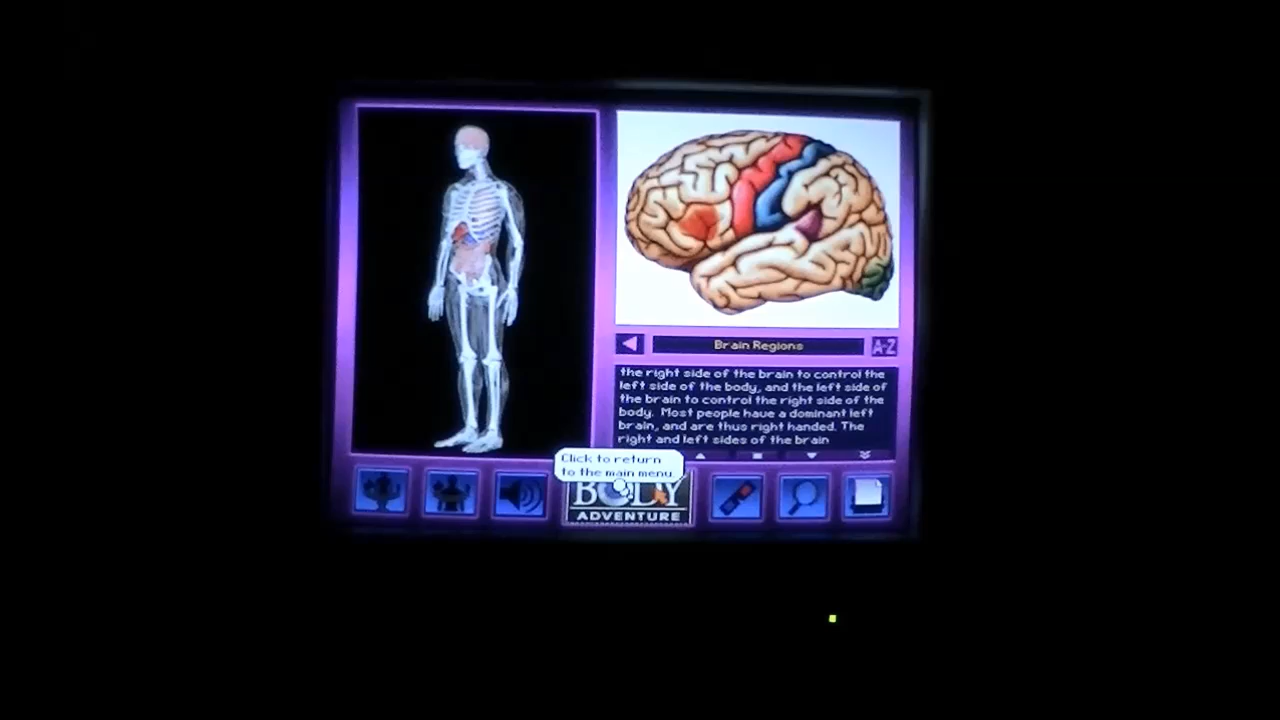 Brain Regions
A-Z
the right side of the brain to control the
left side of the body, and the left side of
the brain to control the right side of the
body. Most people have a dominant left
brain, and are thus right handed. The
right and left sides of the brain
Click to return
to the main menu.
BODY
ADVENTURE